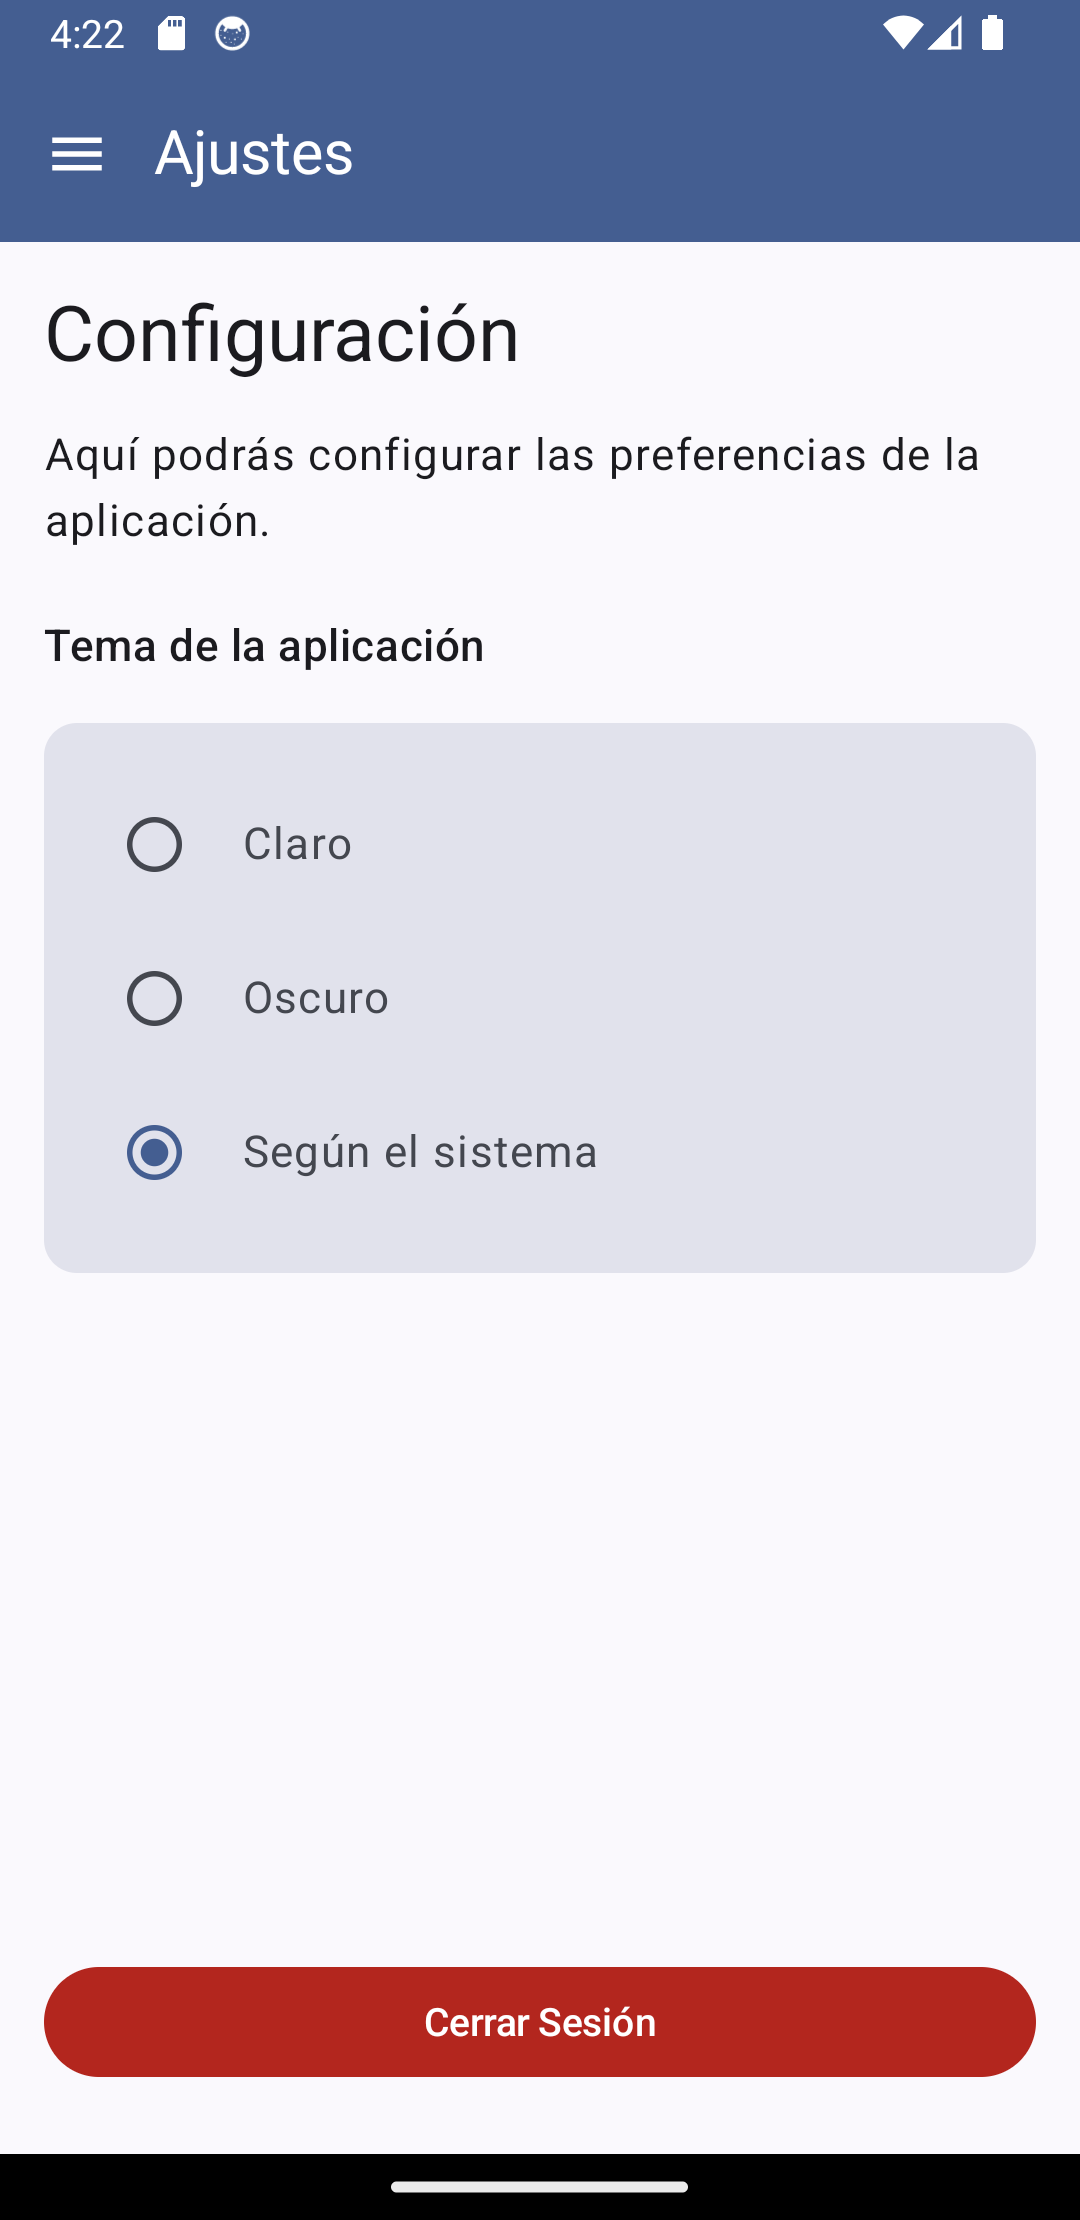 4:22
Ajustes
Configuración
Aquí podrás configurar las preferencias de la
aplicación.
Tema de la aplicación
Claro
Oscuro
Según el sistema
Cerrar Sesión